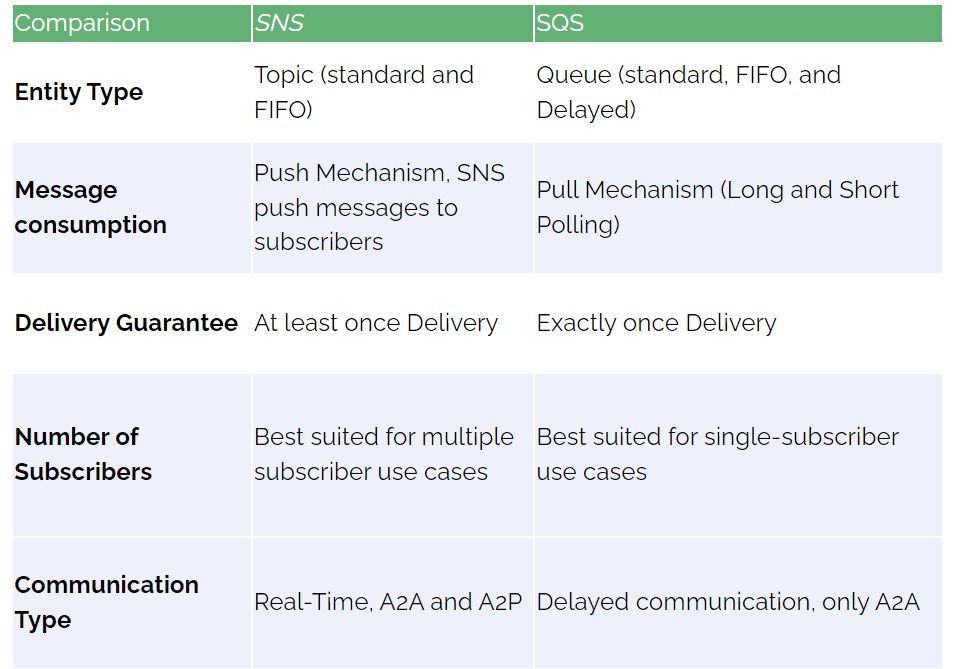 Comparison SNS SQS
Entity Type
Topic (standard and
FIFO)
Queue (standard, FIFO, and
Delayed)
Message
consumption
Push Mechanism, SNS
push messages to
subscribers
Pull Mechanism (Long and Short
Polling)
Delivery Guarantee At least once Delivery Exactly once Delivery
Number of
Subscribers
Best suited for multiple
subscriber use cases
Best suited for single-subscriber
use cases
Communication
Type
Real-Time, A2A and A2P Delayed communication, only A2A